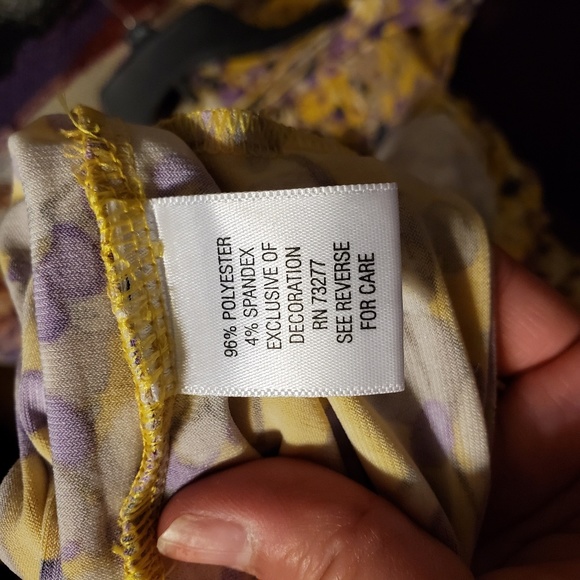 96% POLYESTER
4% SPANDEX
EXCLUSIVE OF
DECORATION
RN 73277
SEE REVERSE
FOR CARE